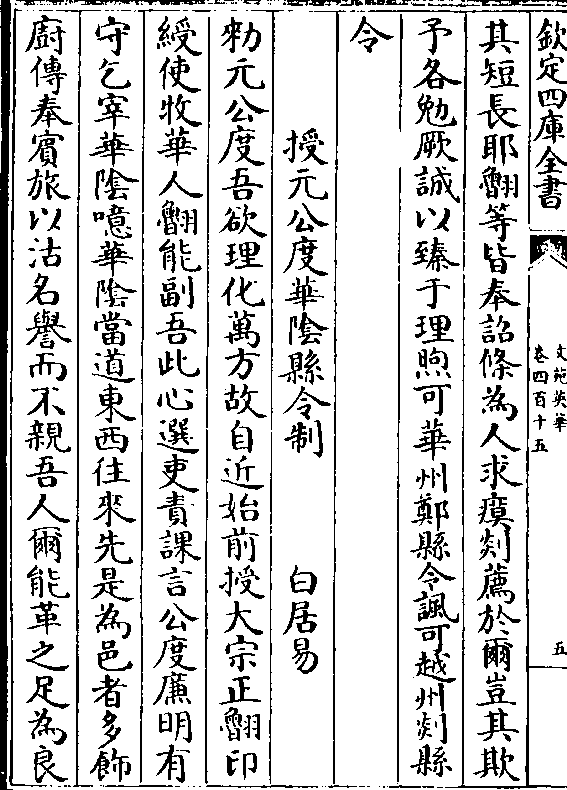 欽定四庫全書
文苑英華
卷四百十五
五
其短長耶翺等皆奉詔條為人求瘼剡薦於爾豈其欺
予各勉厥誠以臻于理煦可華州鄭縣令諷可越州剡縣
令
授元公度華陰縣令制　白居易
勑元公度吾欲理化萬方故自近始前授大宗正翺印
綬使牧華人翺能副吾此心選吏責課言公度廉明有
守乞宰華陰噫華陰當道東西往來先是為邑者多飾
廚傳奉賓旅以沽名譽而不親吾人爾能革之足為良